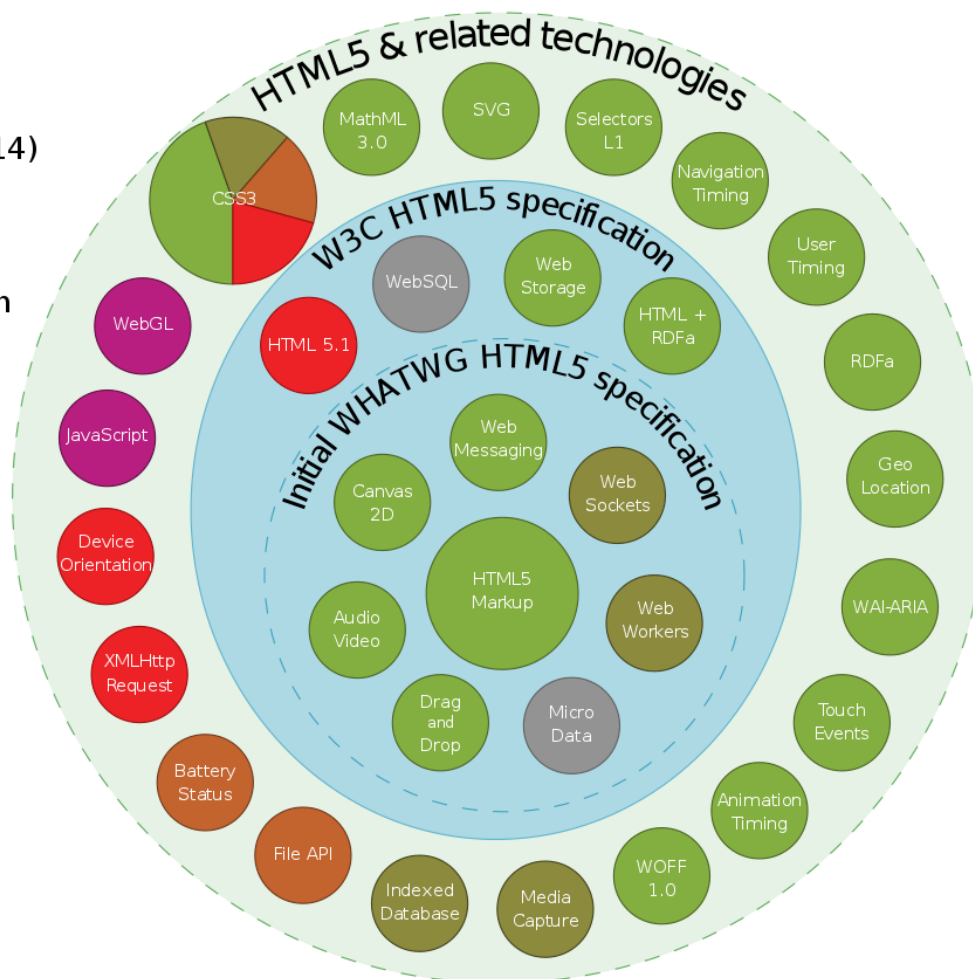 HTML5 & related technologies
14)
n
MathML
3.0
SVG
Selectors
L1
Navigation
Timing
User
Timing
RDFa
Geo
Location
WAI-ARIA
Touch
Events
Animation
Timing
WOFF
1.0
Media
Capture
Indexed
Database
File API
Battery
Status
XMLHttp
Request
Device
Orientation
JavaScript
WebGL
CSS3
W3C HTML5 specification
HTML 5.1
WebSQL
Web
Storage
HTML +
RDFa
Initial WHATWG HTML5 specification
Web
Messaging
Web
Sockets
Canvas
2D
HTML5
Markup
Web
Workers
Audio
Video
Drag
and
Drop
Micro
Data